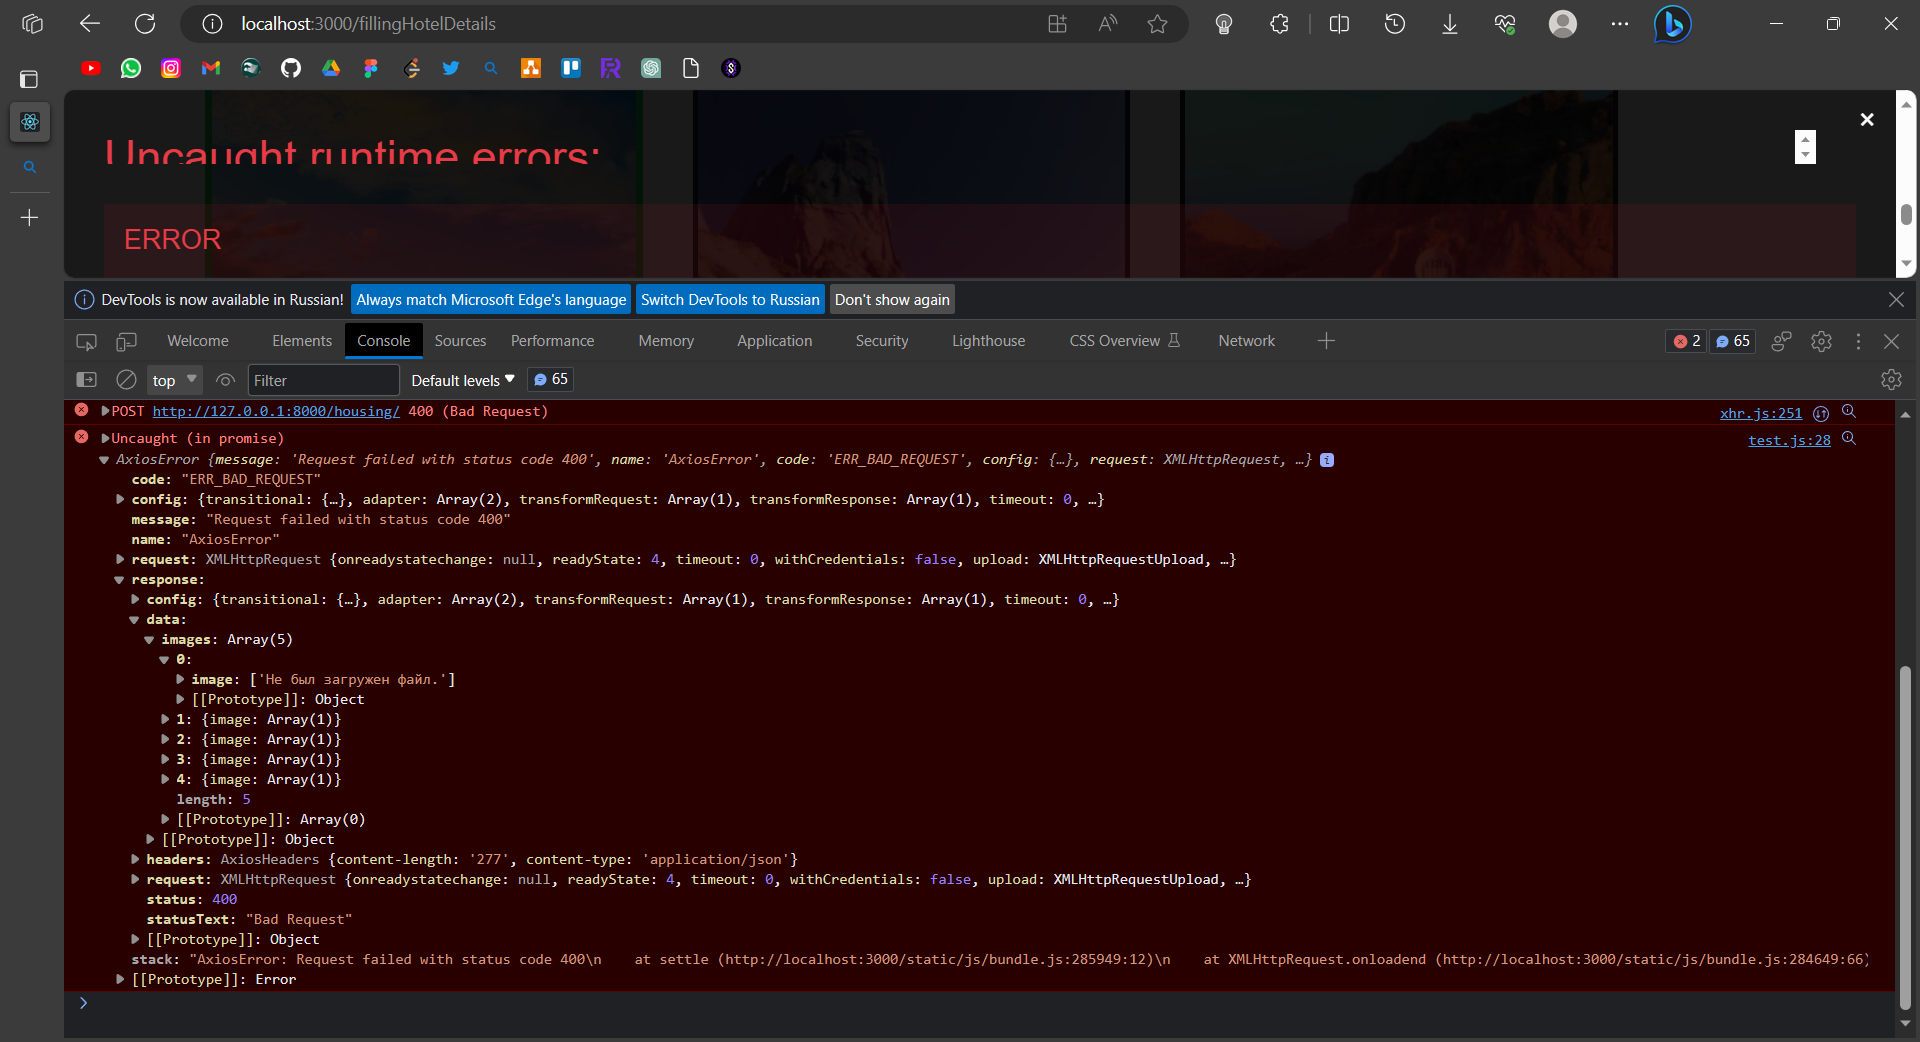 localhost:3000/fillingHotelDetails
Uncaught runtime errors:
ERROR
DevTools is now available in Russian! Always match Microsoft Edge's language Switch DevTools to Russian Don't show again
Welcome Elements Console Sources Performance Memory Application Security Lighthouse CSS Overview Network 2 65
top Filter Default levels 65
POST http://127.0.0.1:8000/housing/ 400 (Bad Request) xhr.js:251
Uncaught (in promise) test.js:28
AxiosError {message: 'Request failed with status code 400', name: 'AxiosError', code: 'ERR_BAD_REQUEST', config: {…}, request: XMLHttpRequest, …} i
code: "ERR_BAD_REQUEST"
config: {transitional: {…}, adapter: Array(2), transformRequest: Array(1), transformResponse: Array(1), timeout: 0, …}
message: "Request failed with status code 400"
name: "AxiosError"
request: XMLHttpRequest {onreadystatechange: null, readyState: 4, timeout: 0, withCredentials: false, upload: XMLHttpRequestUpload, …}
response:
config: {transitional: {…}, adapter: Array(2), transformRequest: Array(1), transformResponse: Array(1), timeout: 0, …}
data:
images: Array(5)
0:
image: ['Не был загружен файл.']
[[Prototype]]: Object
1: {image: Array(1)}
2: {image: Array(1)}
3: {image: Array(1)}
4: {image: Array(1)}
length: 5
[[Prototype]]: Array(0)
[[Prototype]]: Object
headers: AxiosHeaders {content-length: '277', content-type: 'application/json'}
request: XMLHttpRequest {onreadystatechange: null, readyState: 4, timeout: 0, withCredentials: false, upload: XMLHttpRequestUpload, …}
status: 400
statusText: "Bad Request"
[[Prototype]]: Object
stack: "AxiosError: Request failed with status code 400\n at settle (http://localhost:3000/static/js/bundle.js:285949:12)\n at XMLHttpRequest.onloadend (http://localhost:3000/static/js/bundle.js:284649:66)
[[Prototype]]: Error